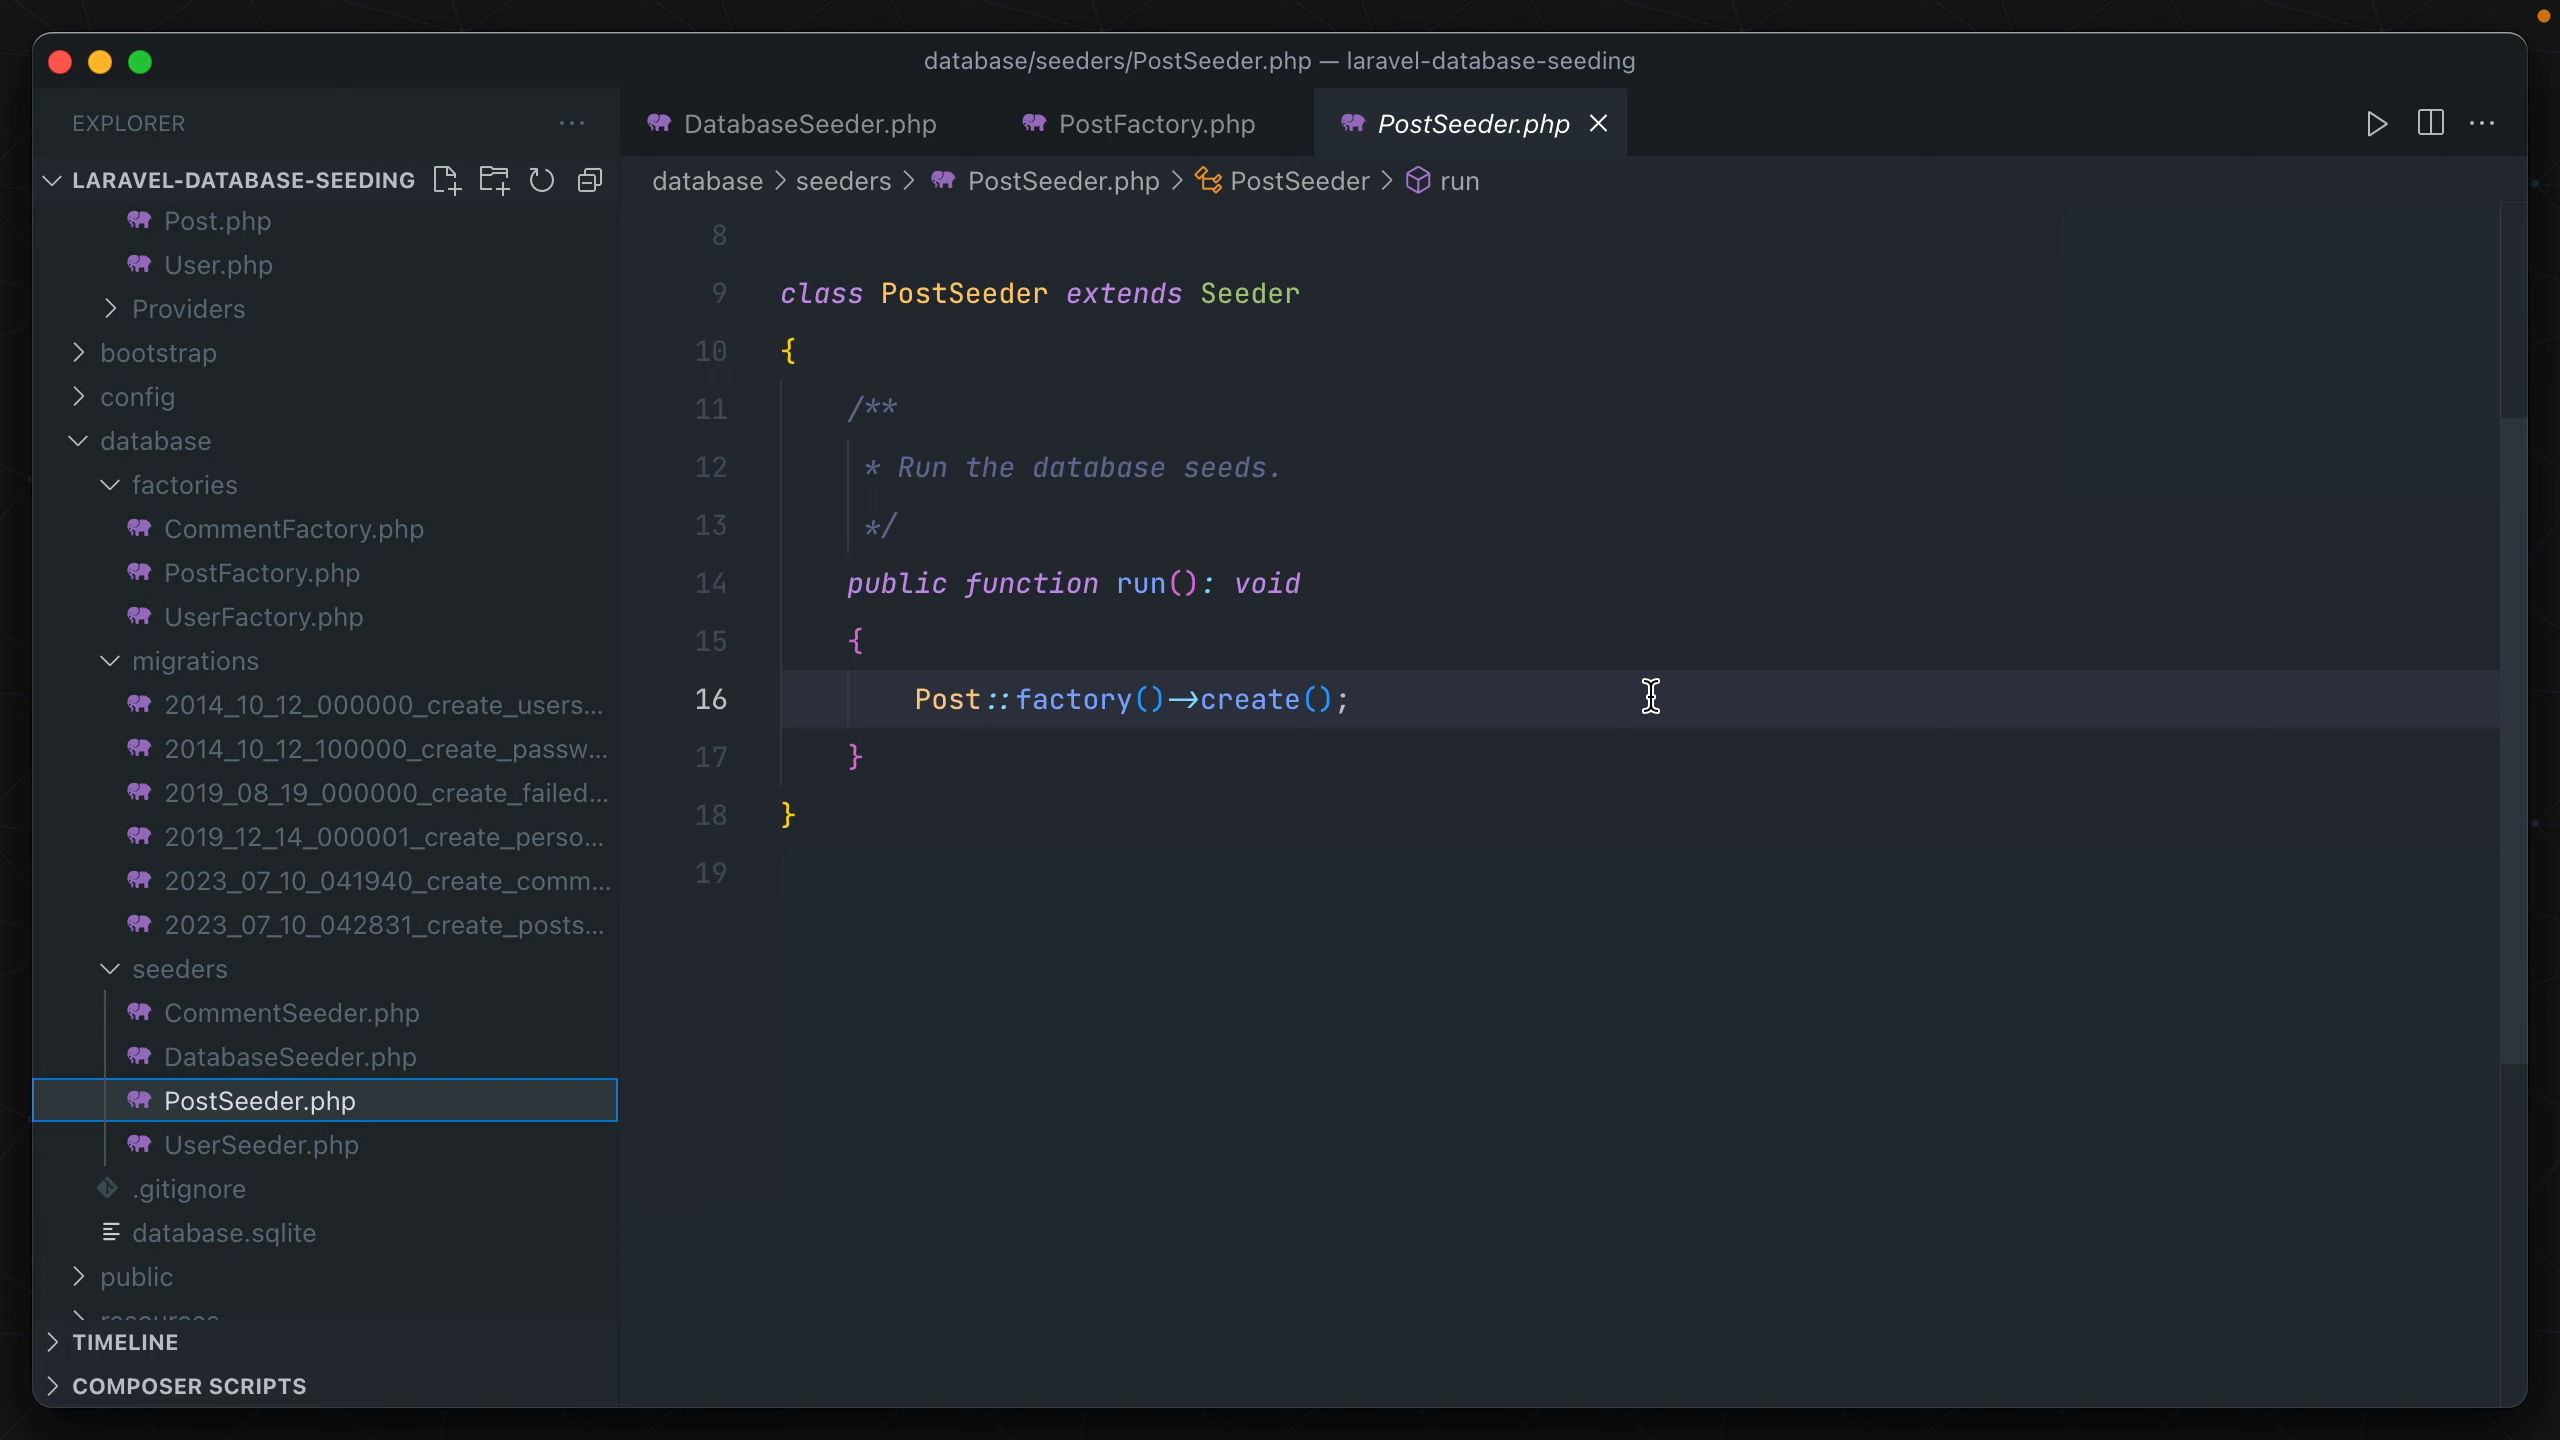 database/seeders/PostSeeder.php — laravel-database-seeding
EXPLORER
LARAVEL-DATABASE-SEEDING
Post.php
User.php
Providers
bootstrap
config
database
factories
CommentFactory.php
PostFactory.php
UserFactory.php
migrations
2014_10_12_000000_create_users...
2014_10_12_100000_create_passw...
2019_08_19_000000_create_failed...
2019_12_14_000001_create_perso...
2023_07_10_041940_create_comm...
2023_07_10_042831_create_posts...
seeders
CommentSeeder.php
DatabaseSeeder.php
PostSeeder.php
UserSeeder.php
.gitignore
database.sqlite
public
resources
TIMELINE
COMPOSER SCRIPTS
DatabaseSeeder.php PostFactory.php PostSeeder.php
database > seeders > PostSeeder.php > PostSeeder > run
8
9 class PostSeeder extends Seeder
10 {
11 /**
12 * Run the database seeds.
13 */
14 public function run(): void
15 {
16 Post::factory()->create();
17 }
18 }
19